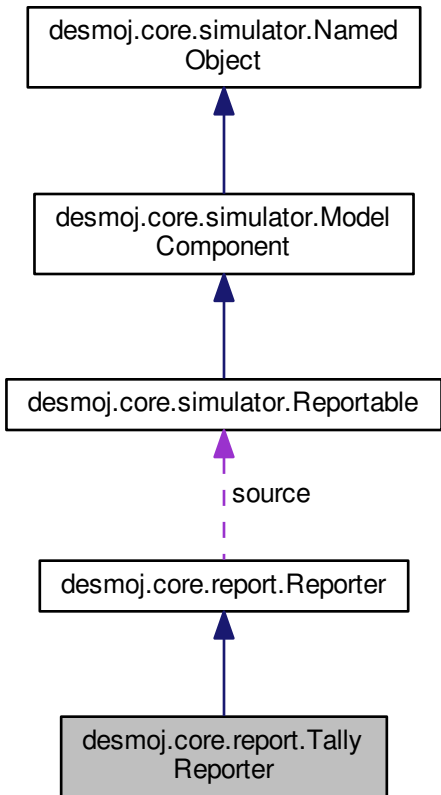 desmoj.core.simulator.Named
Object
desmoj.core.simulator.Model
Component
desmoj.core.simulator.Reportable
source
desmoj.core.report.Reporter
desmoj.core.report.Tally
Reporter